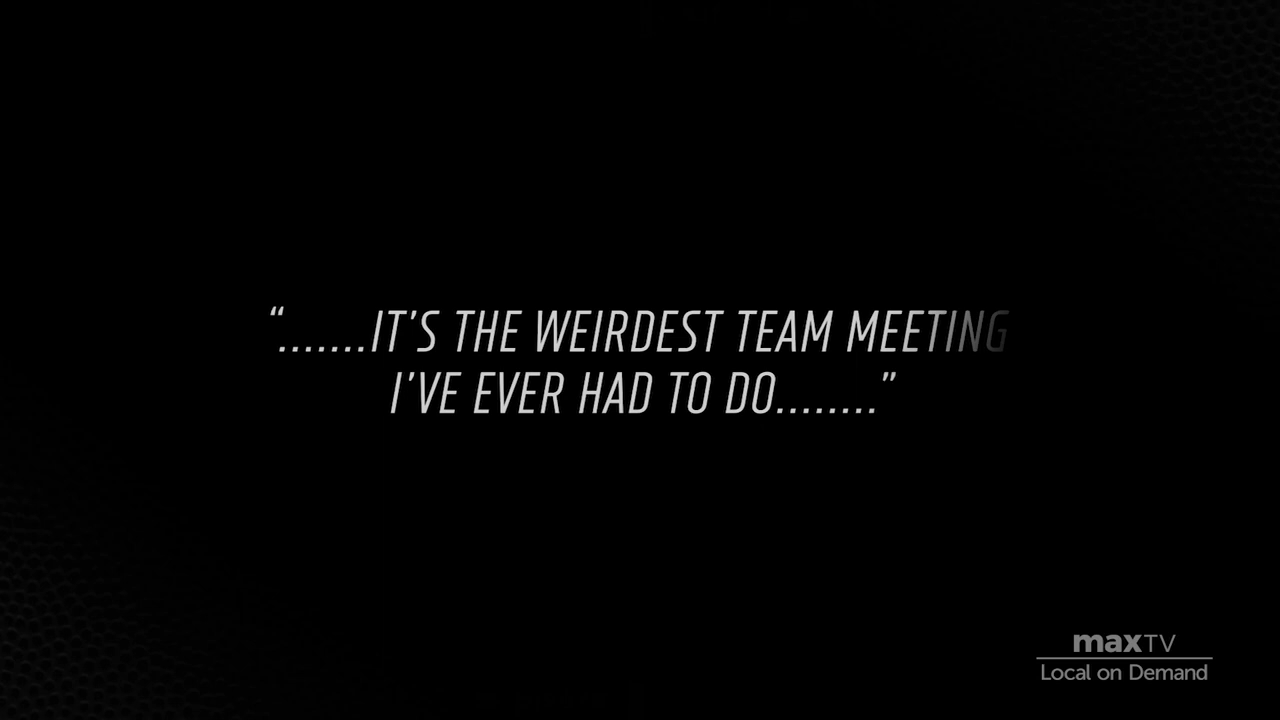 “.......IT’S THE WEIRDEST TEAM MEETING
I’VE EVER HAD TO DO........”
maxTV
Local on Demand